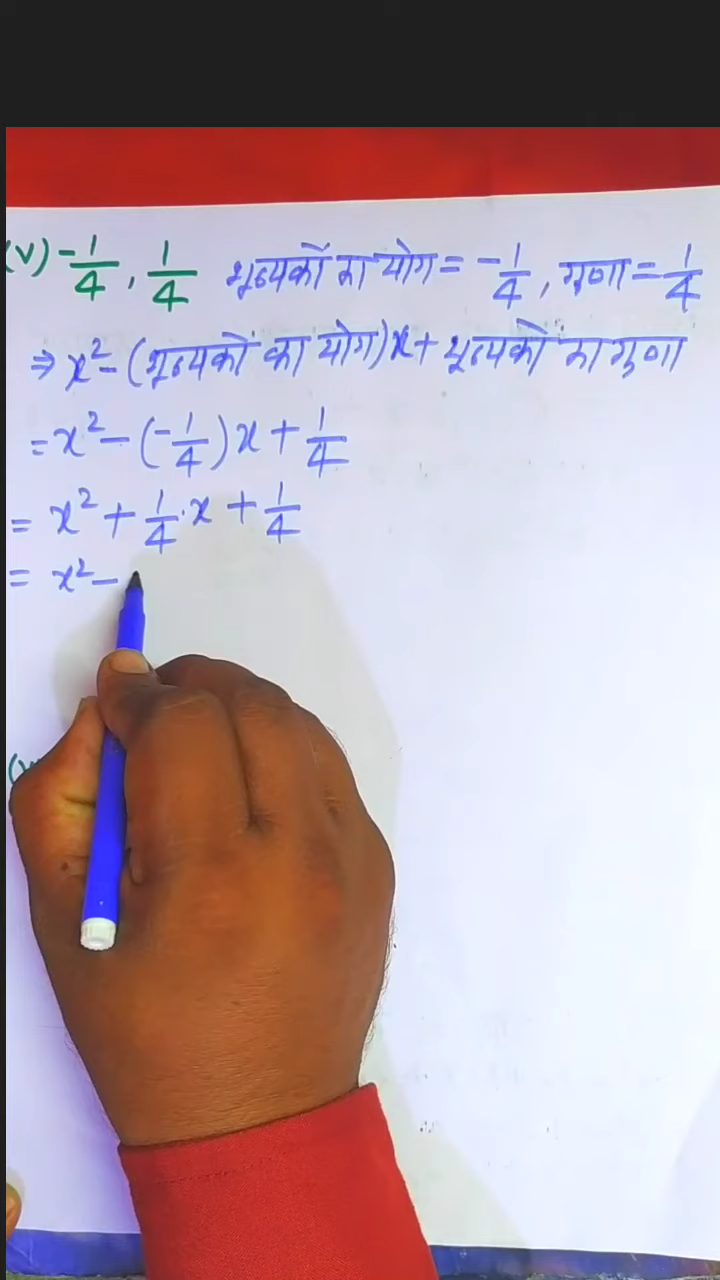 (v) -1/4, 1/4 शून्यकों का योग = -1/4, गुणा = 1/4
⇒ x² - (शून्यकों का योग)x + शून्यकों का गुणा
= x² - (-1/4)x + 1/4
= x² + 1/4·x + 1/4
= x² -